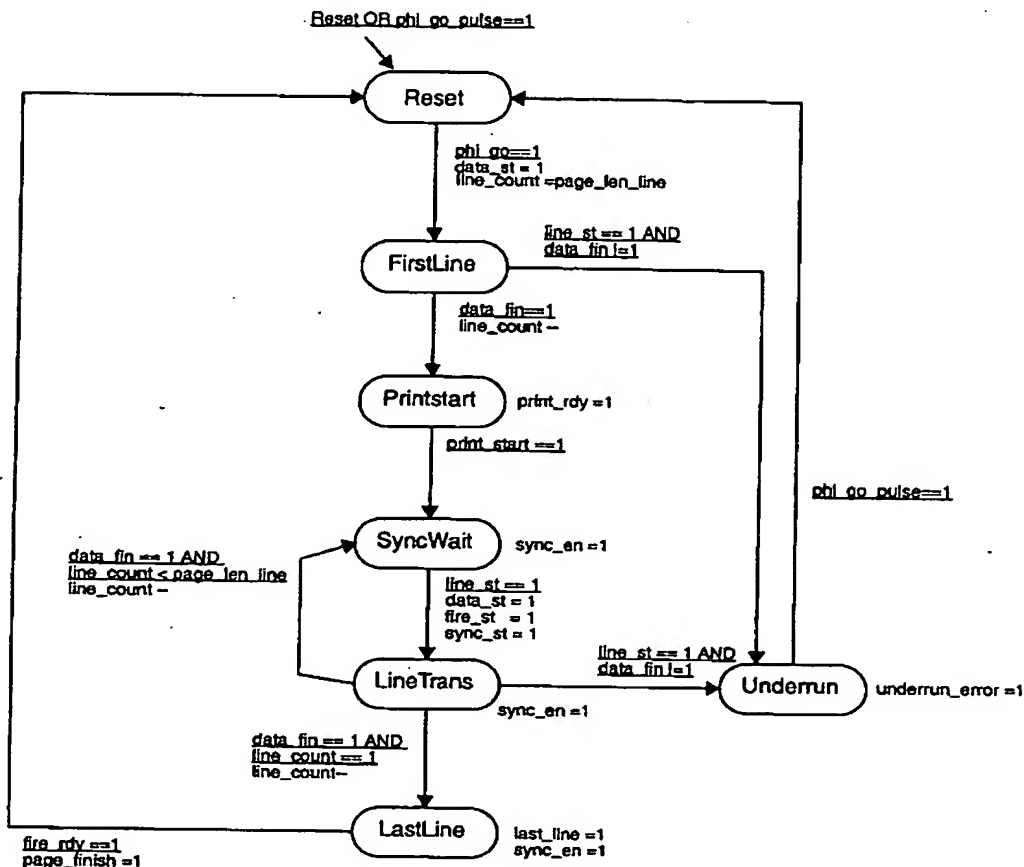 Reset OR phi_go_pulse==1
Reset
phi_go==1
data_st = 1
line_count =page_len_line
line_st == 1 AND
data_fin !=1
FirstLine
data_fin==1
line_count --
Printstart
print_rdy =1
print_start ==1
phi_go_pulse==1
SyncWait
sync_en =1
data_fin == 1 AND
line_count < page_len_line
line_count --
line_st == 1
data_st = 1
fire_st = 1
sync_st = 1
line_st == 1 AND
data_fin !=1
LineTrans
sync_en =1
Underrun
underrun_error =1
data_fin == 1 AND
line_count == 1
line_count--
LastLine
last_line =1
sync_en =1
fire_rdy ==1
page_finish =1